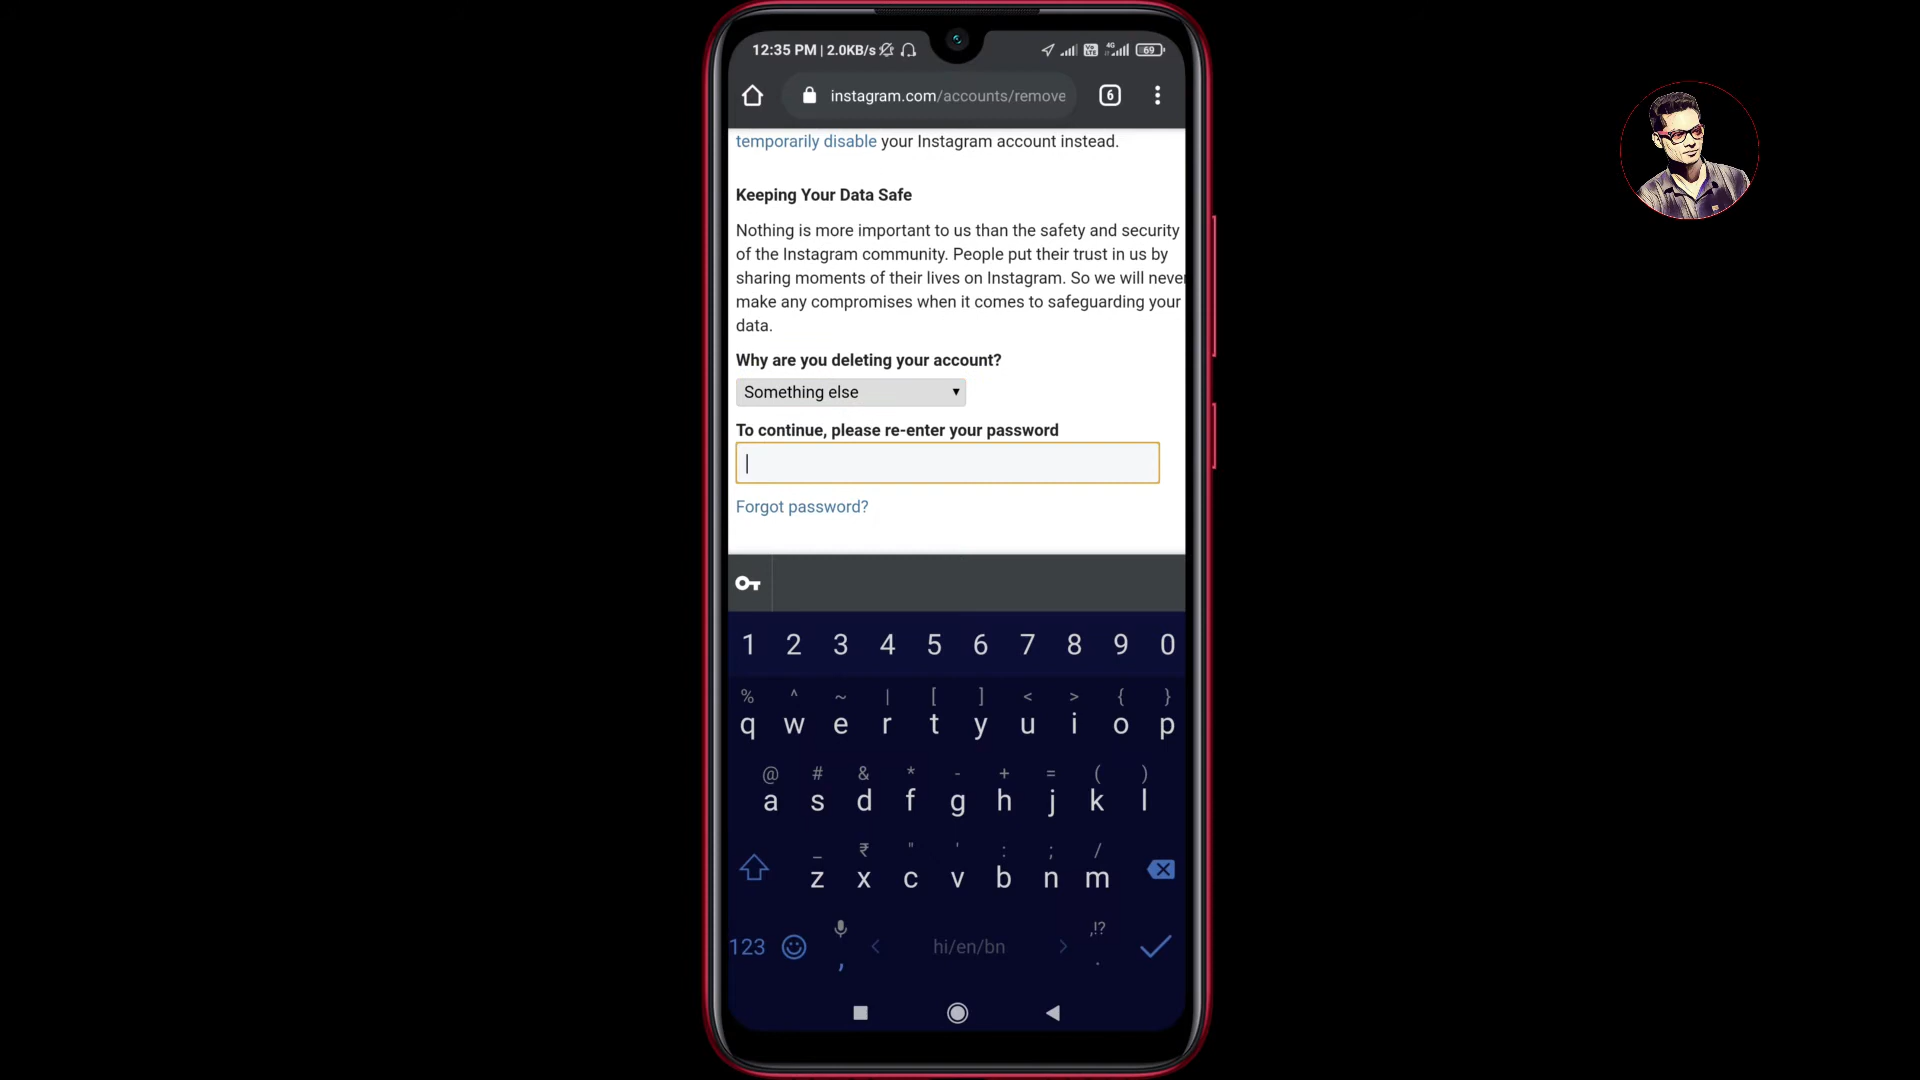 12:35 PM | 2.0KB/s 4G 69
instagram.com/accounts/remove 6
temporarily disable your Instagram account instead.
Keeping Your Data Safe
Nothing is more important to us than the safety and security
of the Instagram community. People put their trust in us by
sharing moments of their lives on Instagram. So we will never
make any compromises when it comes to safeguarding your
data.
Why are you deleting your account?
Something else
To continue, please re-enter your password
Forgot password?
1 2 3 4 5 6 7 8 9 0
% ^ ~ | [ ] < > { }
q w e r t y u i o p
@ # & * - + = ( )
a s d f g h j k l
_ ₹ " ' : ; /
z x c v b n m
,!?
123 , < hi/en/bn > .